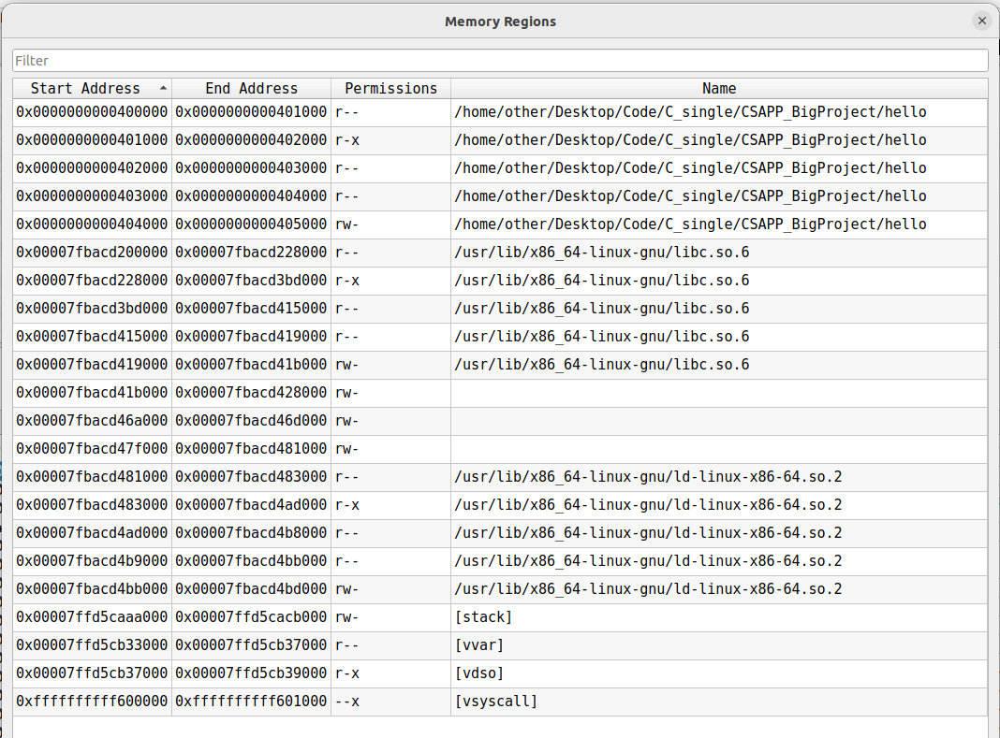 Memory Regions
Filter
Start Address End Address Permissions Name
0x0000000000400000 0x0000000000401000 r-- /home/other/Desktop/Code/C_single/CSAPP_BigProject/hello
0x0000000000401000 0x0000000000402000 r-x /home/other/Desktop/Code/C_single/CSAPP_BigProject/hello
0x0000000000402000 0x0000000000403000 r-- /home/other/Desktop/Code/C_single/CSAPP_BigProject/hello
0x0000000000403000 0x0000000000404000 r-- /home/other/Desktop/Code/C_single/CSAPP_BigProject/hello
0x0000000000404000 0x0000000000405000 rw- /home/other/Desktop/Code/C_single/CSAPP_BigProject/hello
0x00007fbacd200000 0x00007fbacd228000 r-- /usr/lib/x86_64-linux-gnu/libc.so.6
0x00007fbacd228000 0x00007fbacd3bd000 r-x /usr/lib/x86_64-linux-gnu/libc.so.6
0x00007fbacd3bd000 0x00007fbacd415000 r-- /usr/lib/x86_64-linux-gnu/libc.so.6
0x00007fbacd415000 0x00007fbacd419000 r-- /usr/lib/x86_64-linux-gnu/libc.so.6
0x00007fbacd419000 0x00007fbacd41b000 rw- /usr/lib/x86_64-linux-gnu/libc.so.6
0x00007fbacd41b000 0x00007fbacd428000 rw-
0x00007fbacd46a000 0x00007fbacd46d000 rw-
0x00007fbacd47f000 0x00007fbacd481000 rw-
0x00007fbacd481000 0x00007fbacd483000 r-- /usr/lib/x86_64-linux-gnu/ld-linux-x86-64.so.2
0x00007fbacd483000 0x00007fbacd4ad000 r-x /usr/lib/x86_64-linux-gnu/ld-linux-x86-64.so.2
0x00007fbacd4ad000 0x00007fbacd4b8000 r-- /usr/lib/x86_64-linux-gnu/ld-linux-x86-64.so.2
0x00007fbacd4b9000 0x00007fbacd4bb000 r-- /usr/lib/x86_64-linux-gnu/ld-linux-x86-64.so.2
0x00007fbacd4bb000 0x00007fbacd4bd000 rw- /usr/lib/x86_64-linux-gnu/ld-linux-x86-64.so.2
0x00007ffd5caaa000 0x00007ffd5cacb000 rw- [stack]
0x00007ffd5cb33000 0x00007ffd5cb37000 r-- [vvar]
0x00007ffd5cb37000 0x00007ffd5cb39000 r-x [vdso]
0xffffffffff600000 0xffffffffff601000 --x [vsyscall]